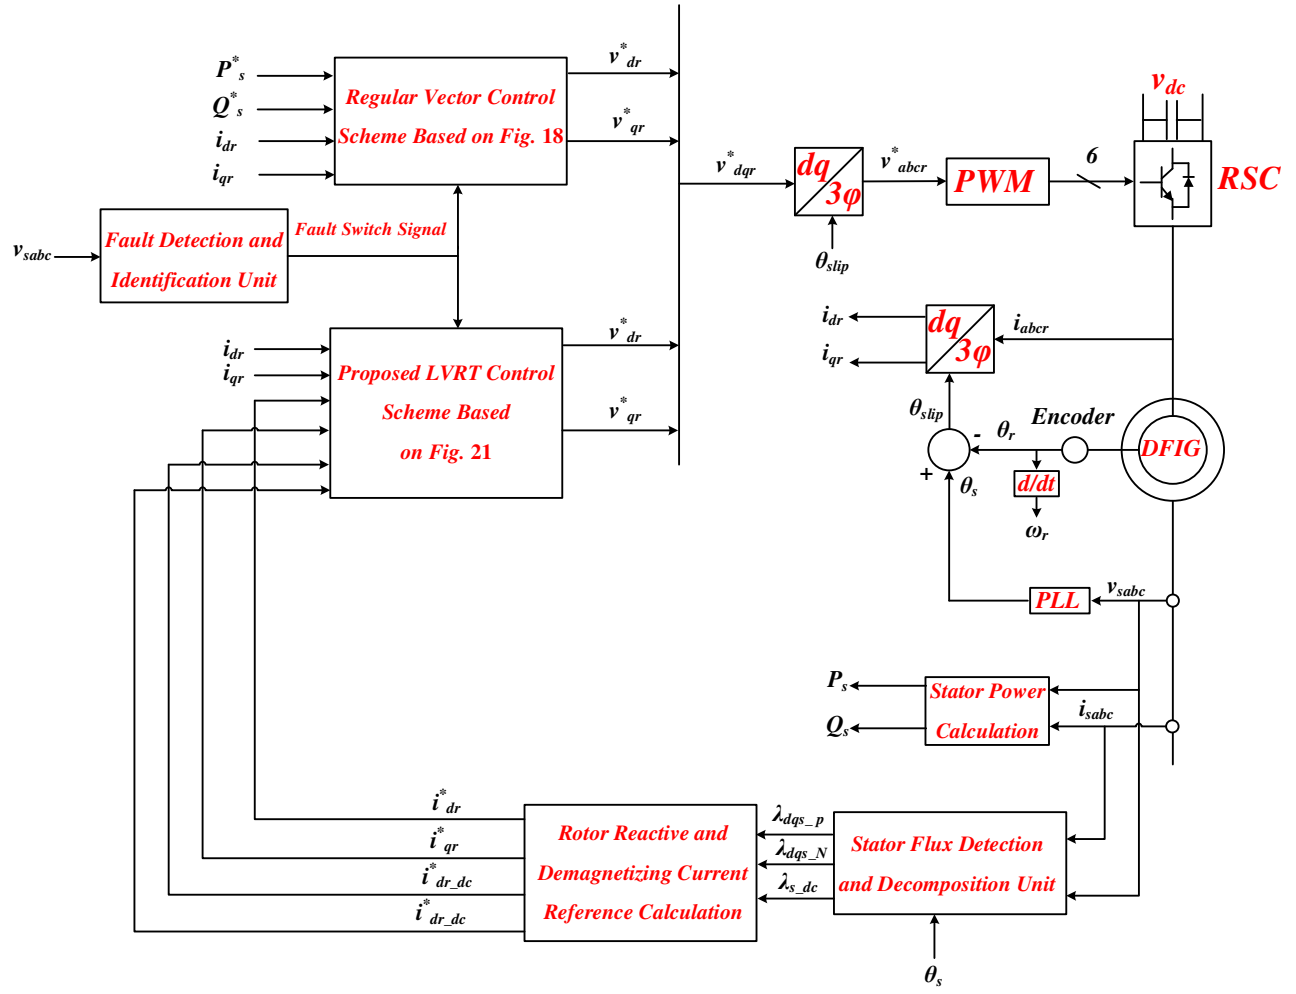 P*s
Q*s
idr
iqr
Regular Vector Control
Scheme Based on Fig. 18
v*dr
v*qr
vsabc
Fault Detection and
Identification Unit
Fault Switch Signal
idr
iqr
Proposed LVRT Control
Scheme Based
on Fig. 21
v*dr
v*qr
v*dqr
dq
3φ
θslip
v*abcr
PWM
6
vdc
RSC
idr
iqr
dq
3φ
iabcr
θslip
-
+
θs
θr
Encoder
d/dt
ωr
DFIG
PLL
vsabc
Ps
Qs
Stator Power
Calculation
isabc
i*dr
i*qr
i*dr_dc
i*dr_dc
Rotor Reactive and
Demagnetizing Current
Reference Calculation
λdqs_p
λdqs_N
λs_dc
Stator Flux Detection
and Decomposition Unit
θs